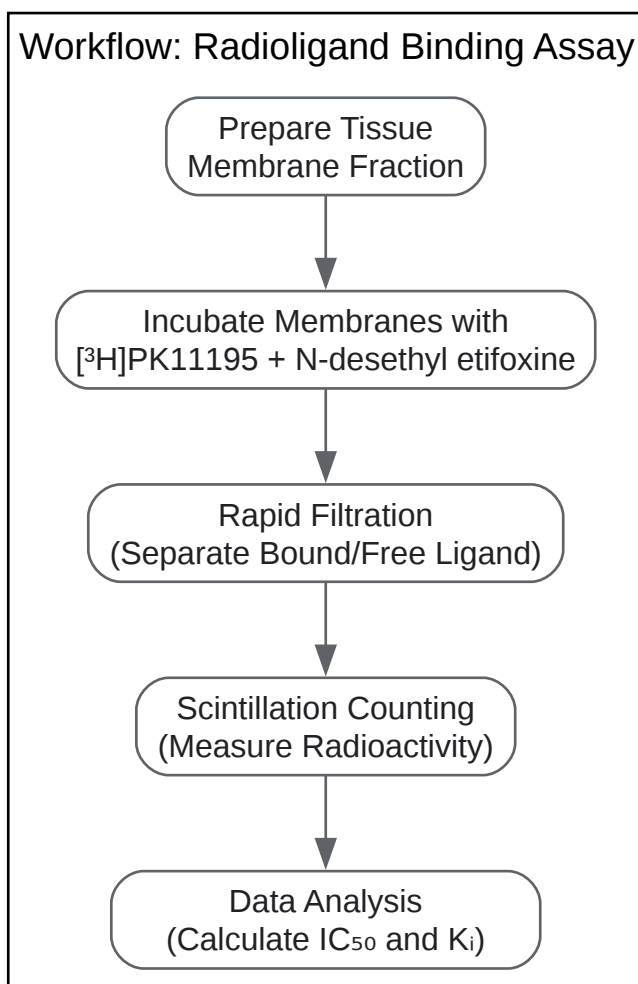 Workflow: Radioligand Binding Assay
Prepare Tissue
Membrane Fraction
Incubate Membranes with
[³H]PK11195 + N-desethyl etifoxine
Rapid Filtration
(Separate Bound/Free Ligand)
Scintillation Counting
(Measure Radioactivity)
Data Analysis
(Calculate IC₅₀ and Kᵢ)